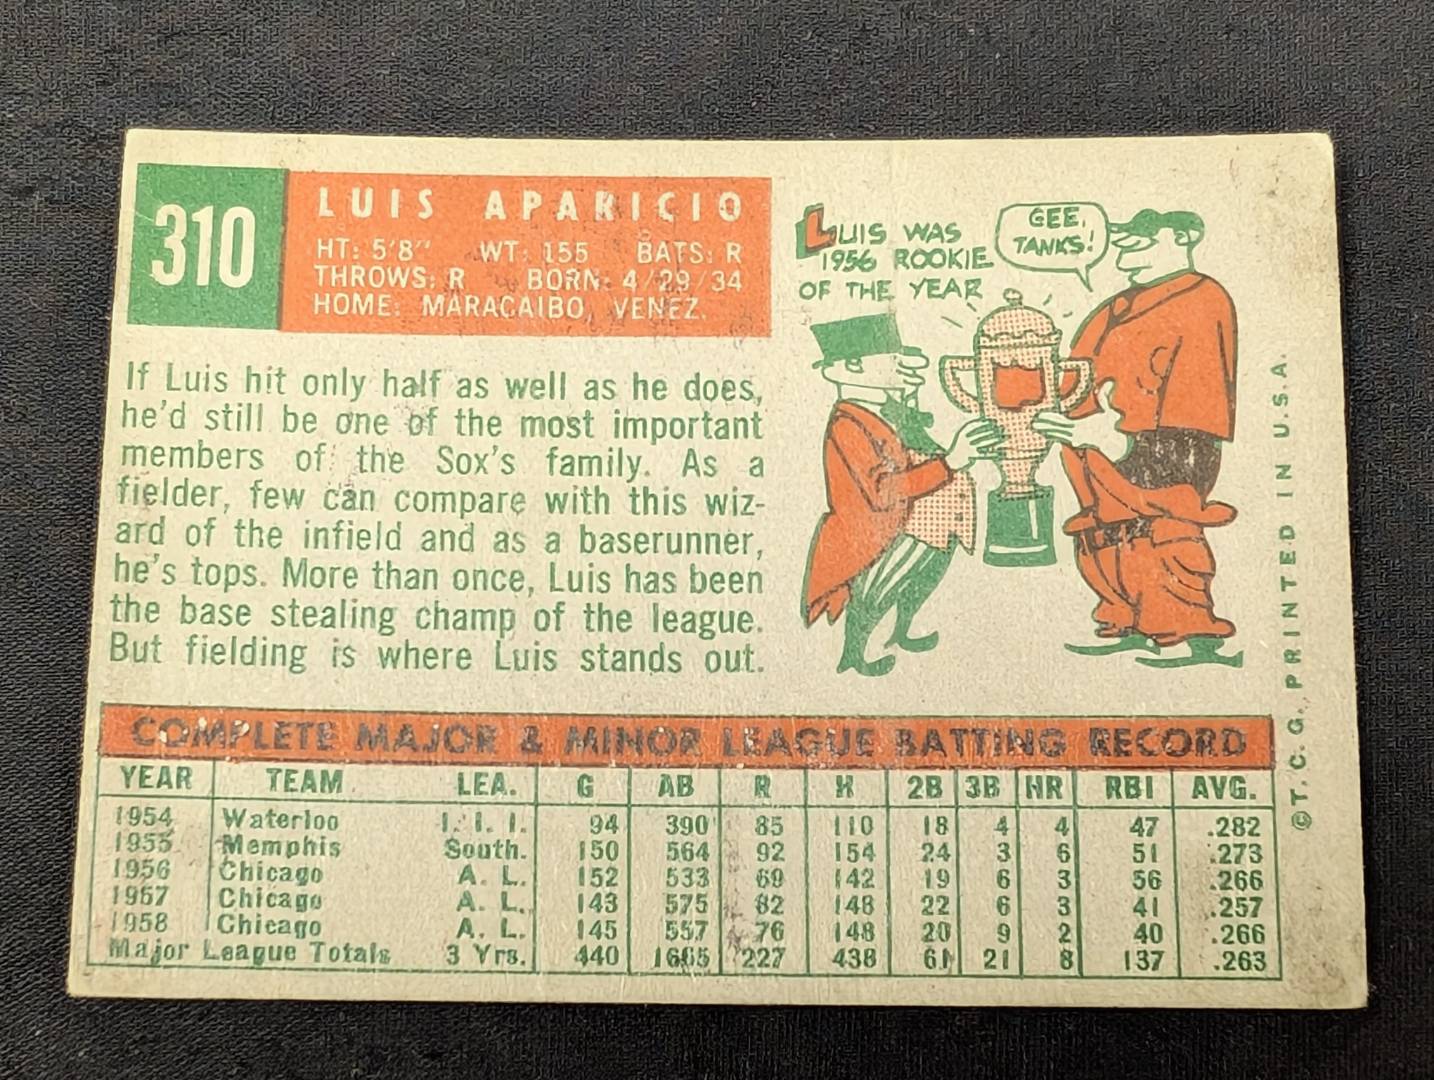 310
LUIS APARICIO
HT: 5'8" WT: 155 BATS: R
THROWS: R BORN: 4/29/34
HOME: MARACAIBO, VENEZ.
If Luis hit only half as well as he does,
he'd still be one of the most important
members of the Sox's family. As a
fielder, few can compare with this wiz-
ard of the infield and as a baserunner,
he's tops. More than once, Luis has been
the base stealing champ of the league.
But fielding is where Luis stands out.
LUIS WAS
1956 ROOKIE
OF THE YEAR
GEE,
TANKS!
COMPLETE MAJOR & MINOR LEAGUE BATTING RECORD
YEAR TEAM LEA. G AB R H 2B 3B HR RBI AVG.
1954 Waterloo I. I. I. 94 390 85 110 18 4 4 47 .282
1955 Memphis South. 150 564 92 154 24 3 6 51 .273
1956 Chicago A. L. 152 533 69 142 19 6 3 56 .266
1957 Chicago A. L. 143 575 82 148 22 6 3 41 .257
1958 Chicago A. L. 145 557 76 148 20 9 2 40 .266
Major League Totals 3 Yrs. 440 1665 227 438 61 21 8 137 .263
©T.C.G. PRINTED IN U.S.A.